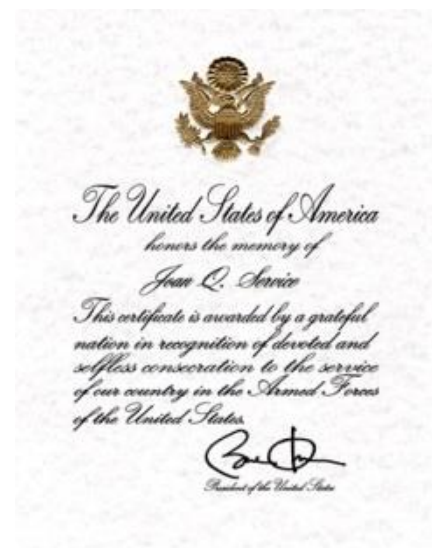 The United States of America
honors the memory of
Joan Q. Service
This certificate is awarded by a grateful
nation in recognition of devoted and
selfless consecration to the service
of our country in the Armed Forces
of the United States.
President of the United States